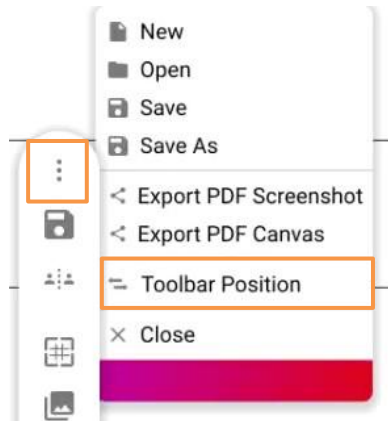 New
Open
Save
Save As
Export PDF Screenshot
Export PDF Canvas
Toolbar Position
Close